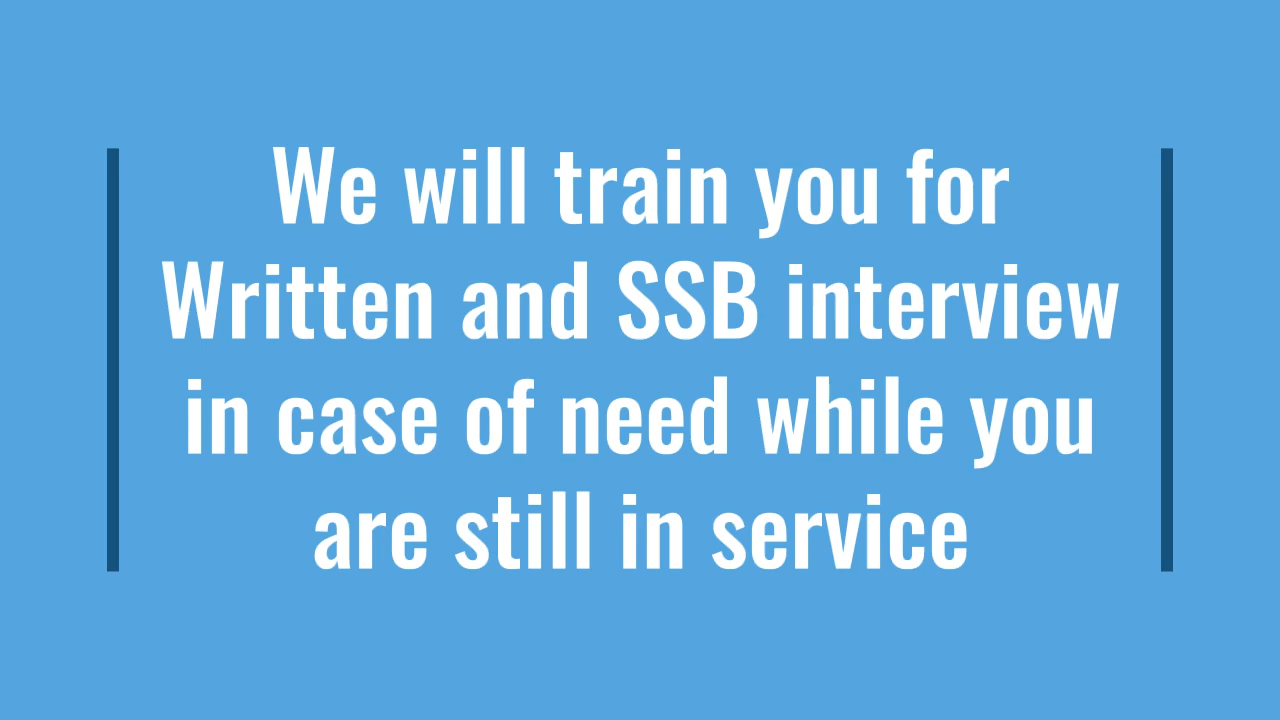 We will train you for
Written and SSB interview
in case of need while you
are still in service